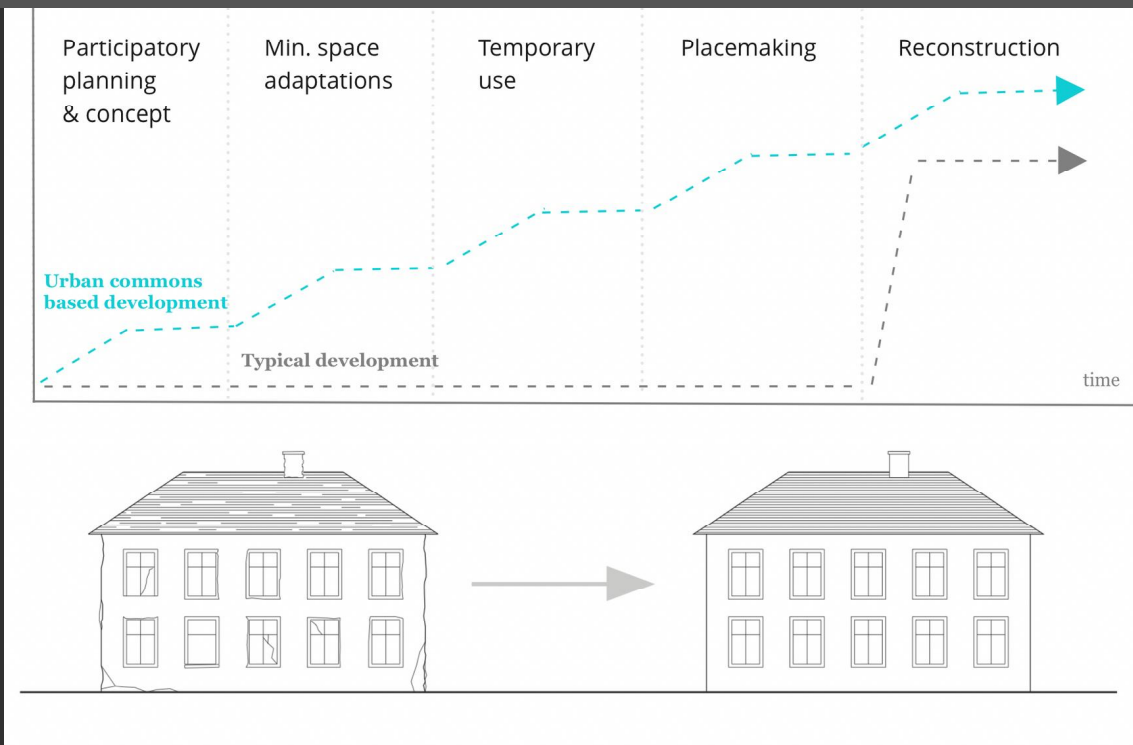 Participatory
planning
& concept
Min. space
adaptations
Temporary
use
Placemaking
Reconstruction
Urban commons
based development
Typical development
time